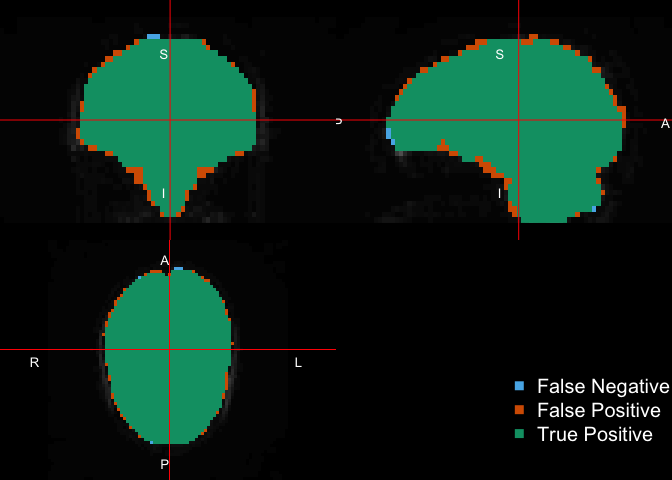 S
S
P
A
I
I
A
R
L
P
False Negative
False Positive
True Positive